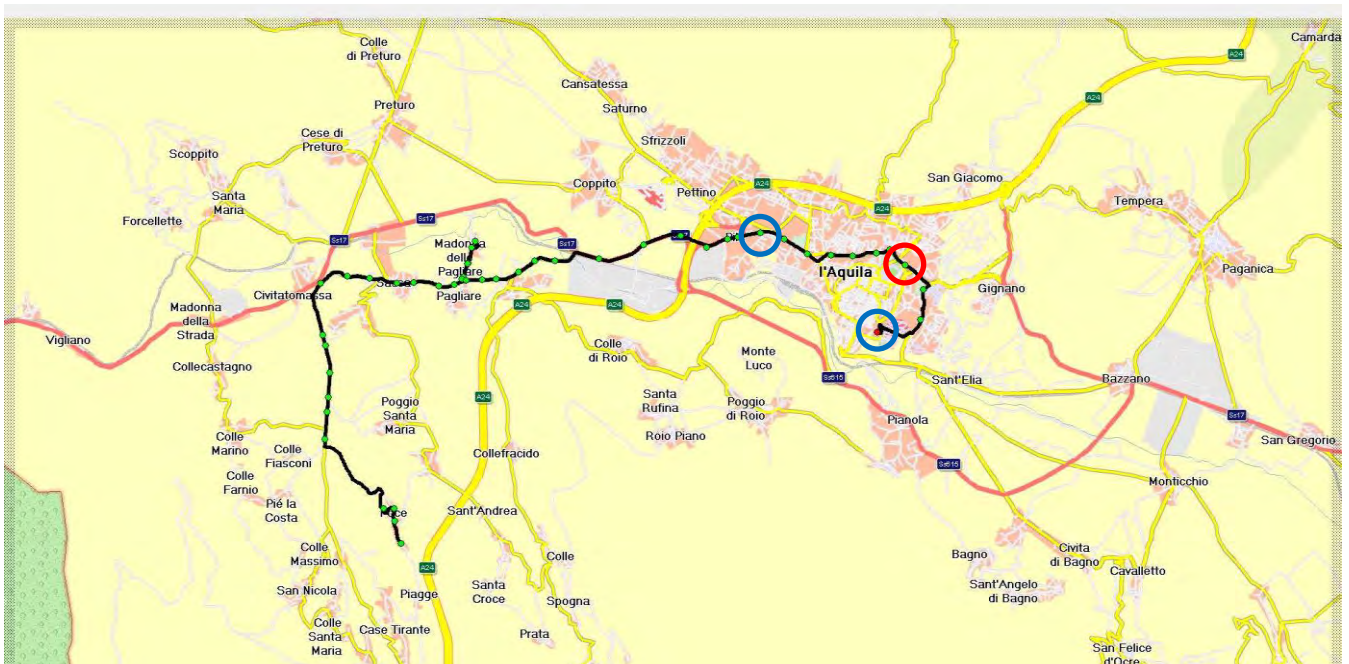 Camarda
Colle
di Preturo
A24
Cansatessa
A24
Preturo
Saturno
Cese di
Preturo
Sfrizzoli
Scoppito
San Giacomo
Coppito
Pettino
A24
Santa
Maria
Tempera
Forcellette
A24
Ss17
Ss17
Madonna
della
Pagliare
Ss17
l'Aquila
Paganica
Gignano
Civitatomassa
Pagliare
A24
Madonna
della
Strada
Vigliano
Colle
di Roio
Monte
Luco
Collecastagno
Ss615
Sant'Elia
Bazzano
A24
Santa
Rufina
Poggio
di Roio
Poggio
Santa
Maria
Ss17
Pianola
Roio Piano
San Gregorio
Colle
Marino
Colle
Fiasconi
Collefracido
Ss615
Colle
Farnio
Monticchio
Pié la
Costa
Sant'Andrea
Colle
Massimo
Colle
Bagno
Civita
di Bagno
A24
Cavalletto
San Nicola
Piagge
Santa
Croce
Spogna
Sant'Angelo
di Bagno
Colle
Santa
Maria
Case Tirante
Prata
San Felice
d'Ocre